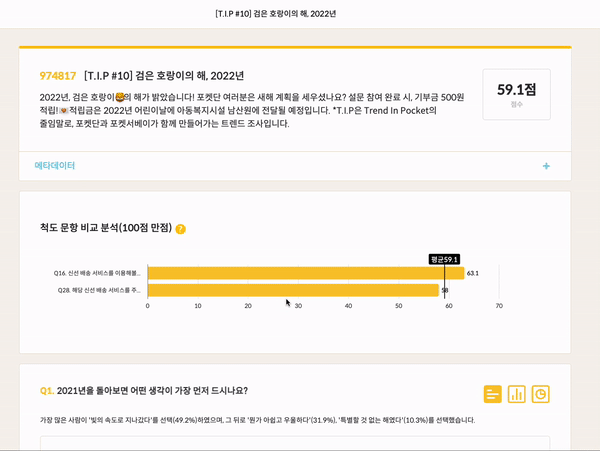 [T.I.P #10] 검은 호랑이의 해, 2022년
974817 [T.I.P #10] 검은 호랑이의 해, 2022년
2022년, 검은 호랑이🐯의 해가 밝았습니다! 포켓단 여러분은 새해 계획을 세우셨나요? 설문 참여 완료 시, 기부금 500원
적립!💌적립금은 2022년 어린이날에 아동복지시설 남산원에 전달될 예정입니다. *T.I.P은 Trend In Pocket의
줄임말로, 포켓단과 포켓서베이가 함께 만들어가는 트렌드 조사입니다.
59.1점
점수
메타데이터 +
척도 문항 비교 분석(100점 만점) ?
평균59.1
Q16. 신선 배송 서비스를 이용해볼... 63.1
Q28. 해당 신선 배송 서비스를 주... 58
0 10 20 30 40 50 60 70
Q1. 2021년을 돌아보면 어떤 생각이 가장 먼저 드시나요?
가장 많은 사람이 '빛의 속도로 지나갔다'를 선택(49.2%)하였으며, 그 뒤로 '뭔가 아쉽고 우울하다'(31.9%), '특별할 것 없는 해였다'(10.3%)를 선택했습니다.